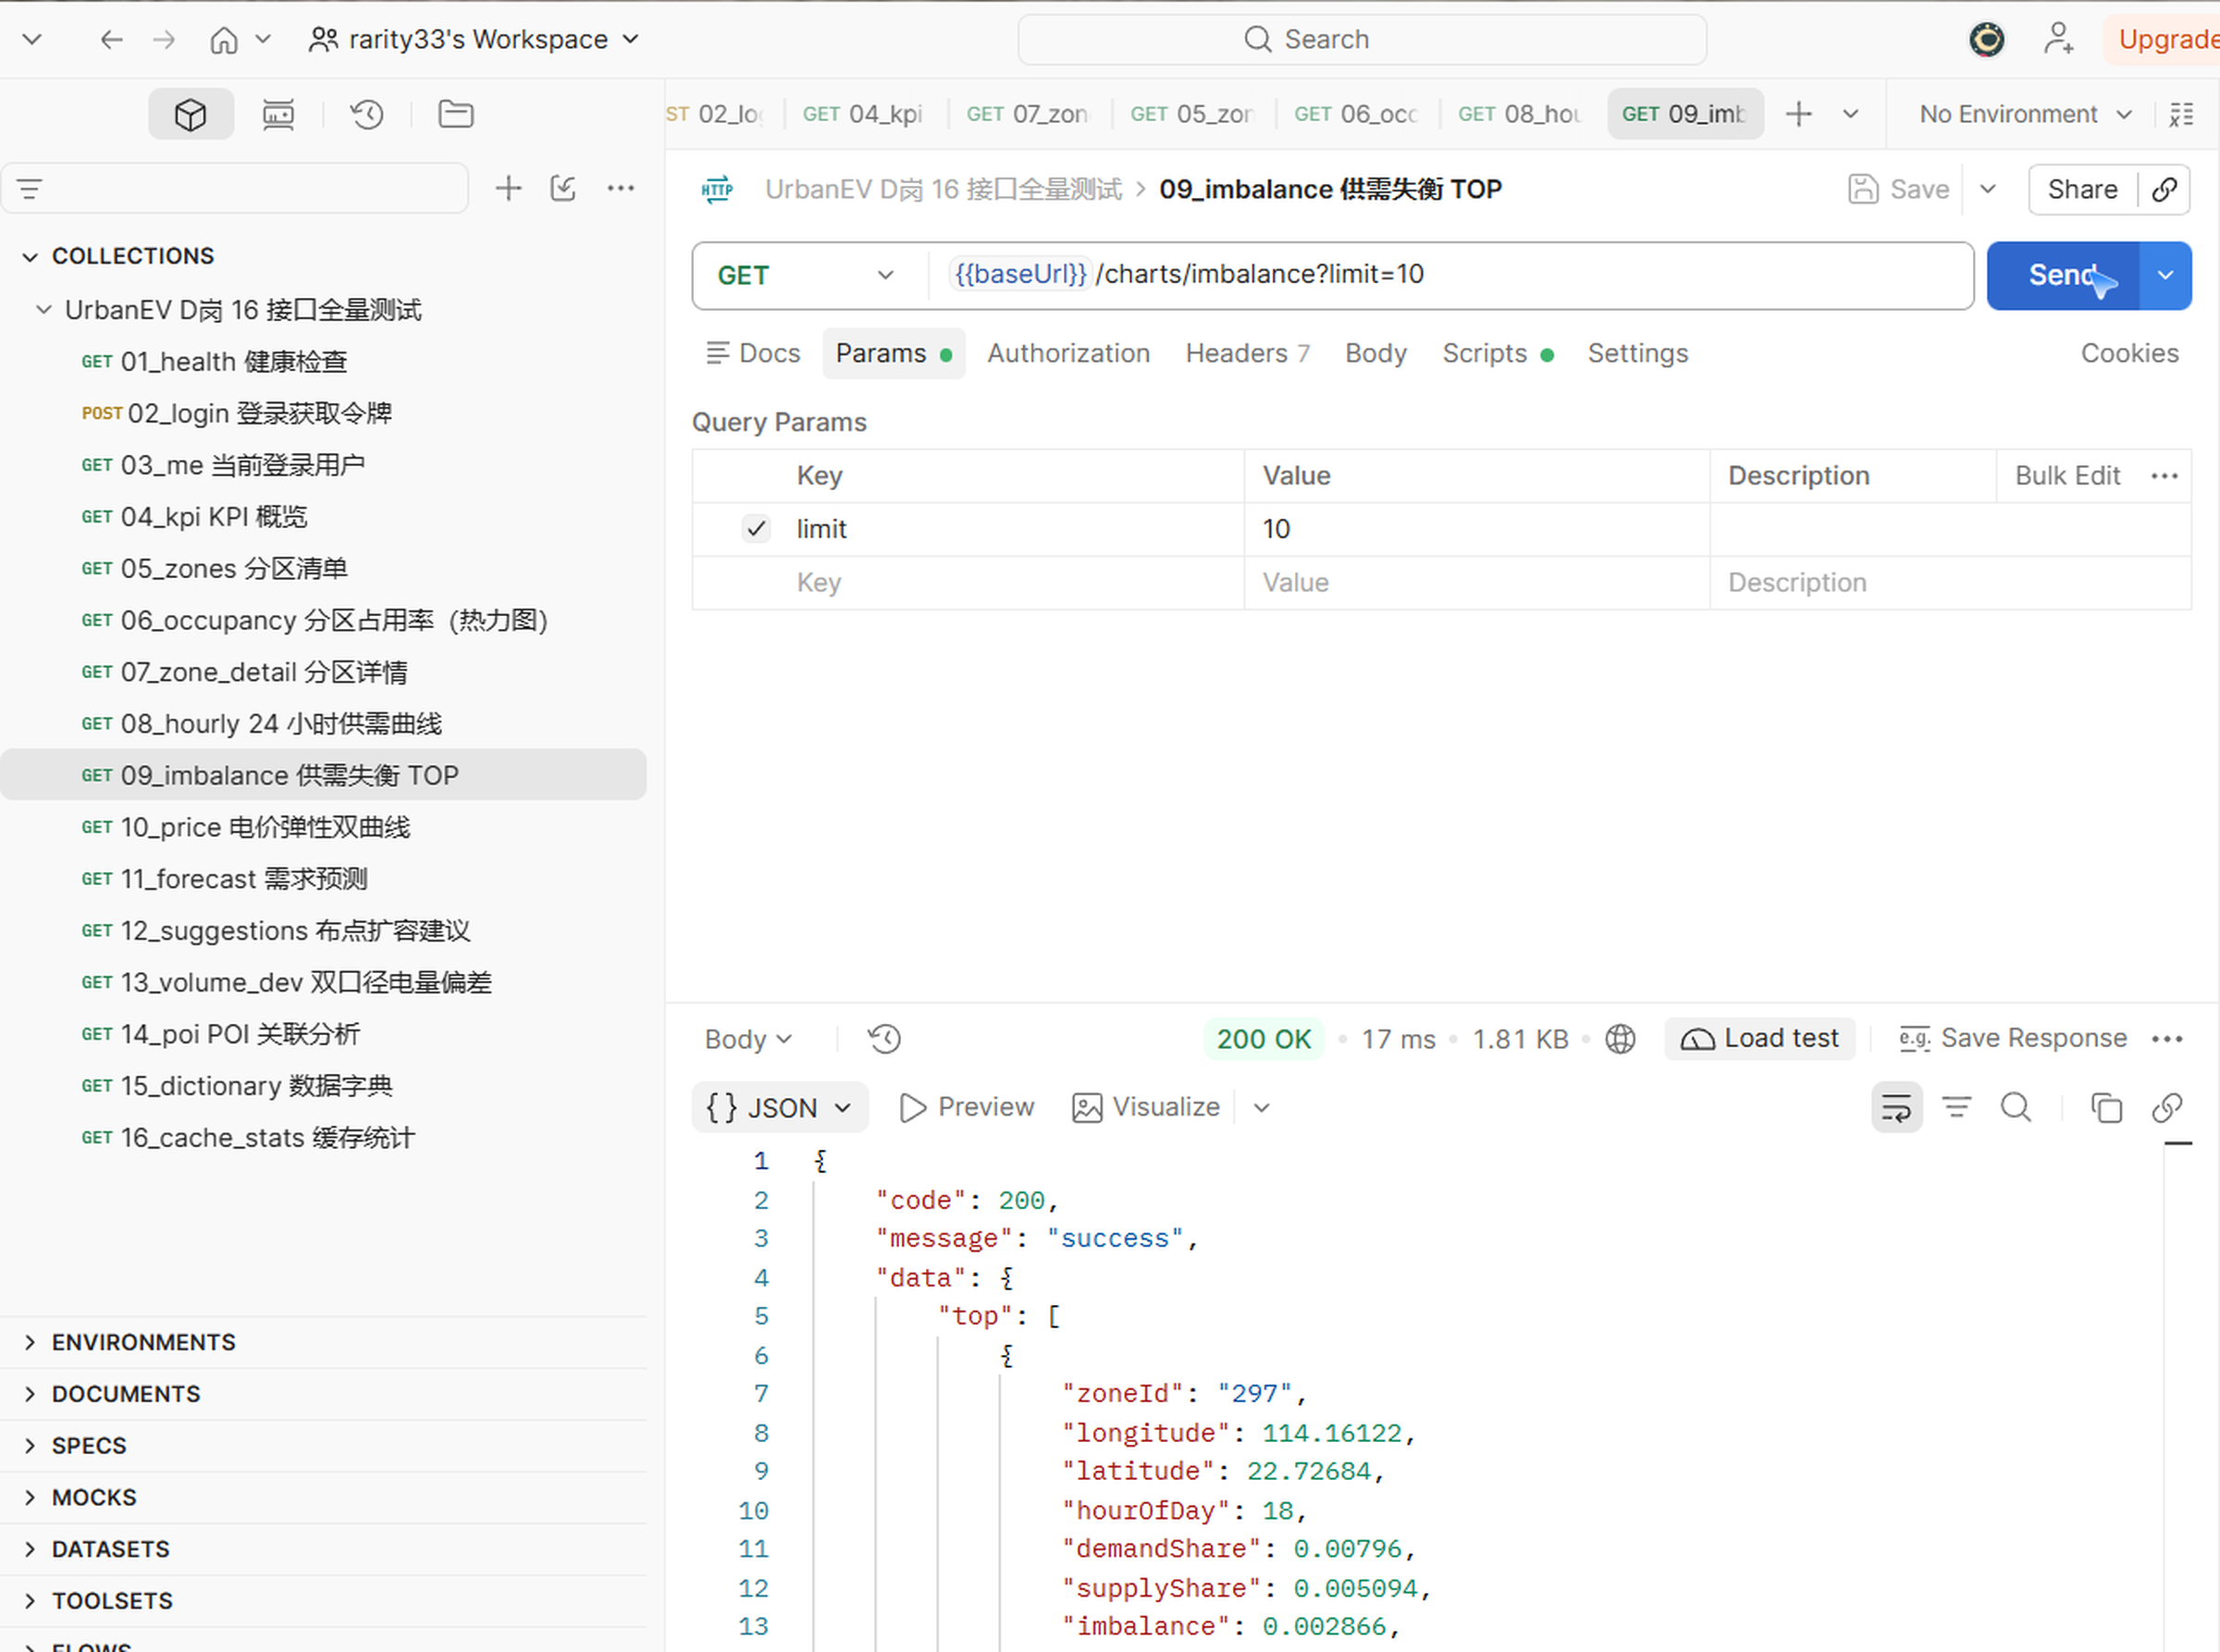 rarity33's Workspace
Search
Upgrade
ST 02_lo
GET 04_kpi
GET 07_zon
GET 05_zon
GET 06_occ
GET 08_hou
GET 09_imb
No Environment
COLLECTIONS
UrbanEV D岗 16 接口全量测试
GET 01_health 健康检查
POST 02_login 登录获取令牌
GET 03_me 当前登录用户
GET 04_kpi KPI 概览
GET 05_zones 分区清单
GET 06_occupancy 分区占用率 (热力图)
GET 07_zone_detail 分区详情
GET 08_hourly 24 小时供需曲线
GET 09_imbalance 供需失衡 TOP
GET 10_price 电价弹性双曲线
GET 11_forecast 需求预测
GET 12_suggestions 布点扩容建议
GET 13_volume_dev 双口径电量偏差
GET 14_poi POI 关联分析
GET 15_dictionary 数据字典
GET 16_cache_stats 缓存统计
ENVIRONMENTS
DOCUMENTS
SPECS
MOCKS
DATASETS
TOOLSETS
FLOWS
HTTP UrbanEV D岗 16 接口全量测试 > 09_imbalance 供需失衡 TOP
Save
Share
GET {{baseUrl}}/charts/imbalance?limit=10
Send
Docs Params Authorization Headers 7 Body Scripts Settings Cookies
Query Params
Key Value Description Bulk Edit
limit 10
Key Value Description
Body 200 OK • 17 ms • 1.81 KB • Load test e.g. Save Response
{} JSON Preview Visualize
1 {
2 "code": 200,
3 "message": "success",
4 "data": {
5 "top": [
6 {
7 "zoneId": "297",
8 "longitude": 114.16122,
9 "latitude": 22.72684,
10 "hourOfDay": 18,
11 "demandShare": 0.00796,
12 "supplyShare": 0.005094,
13 "imbalance": 0.002866,